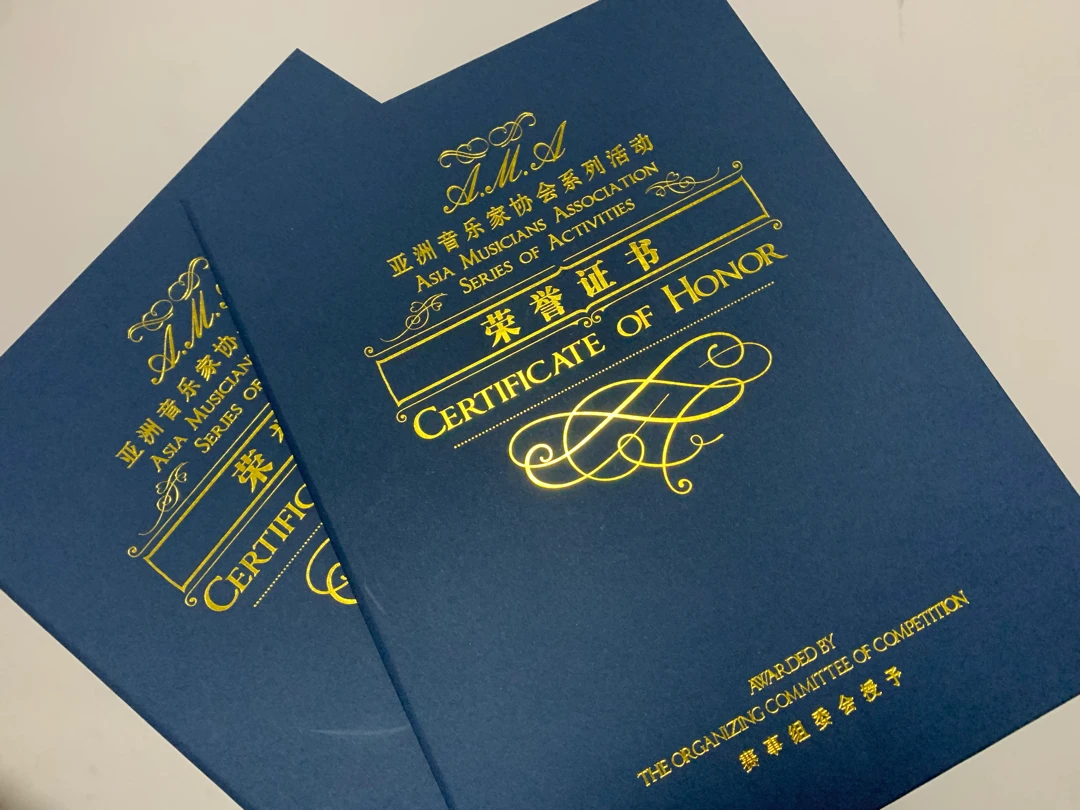 A.M.A
亚洲音乐家协会系列活动
ASIA MUSICIANS ASSOCIATION
SERIES OF ACTIVITIES
荣誉证书
CERTIFICATE OF HONOR
AWARDED BY
THE ORGANIZING COMMITTEE OF COMPETITION
赛事组委会授予
A.M.
亚洲音乐家协
ASIA MUSICIAN
SERIES OF
荣
CERTIFIC